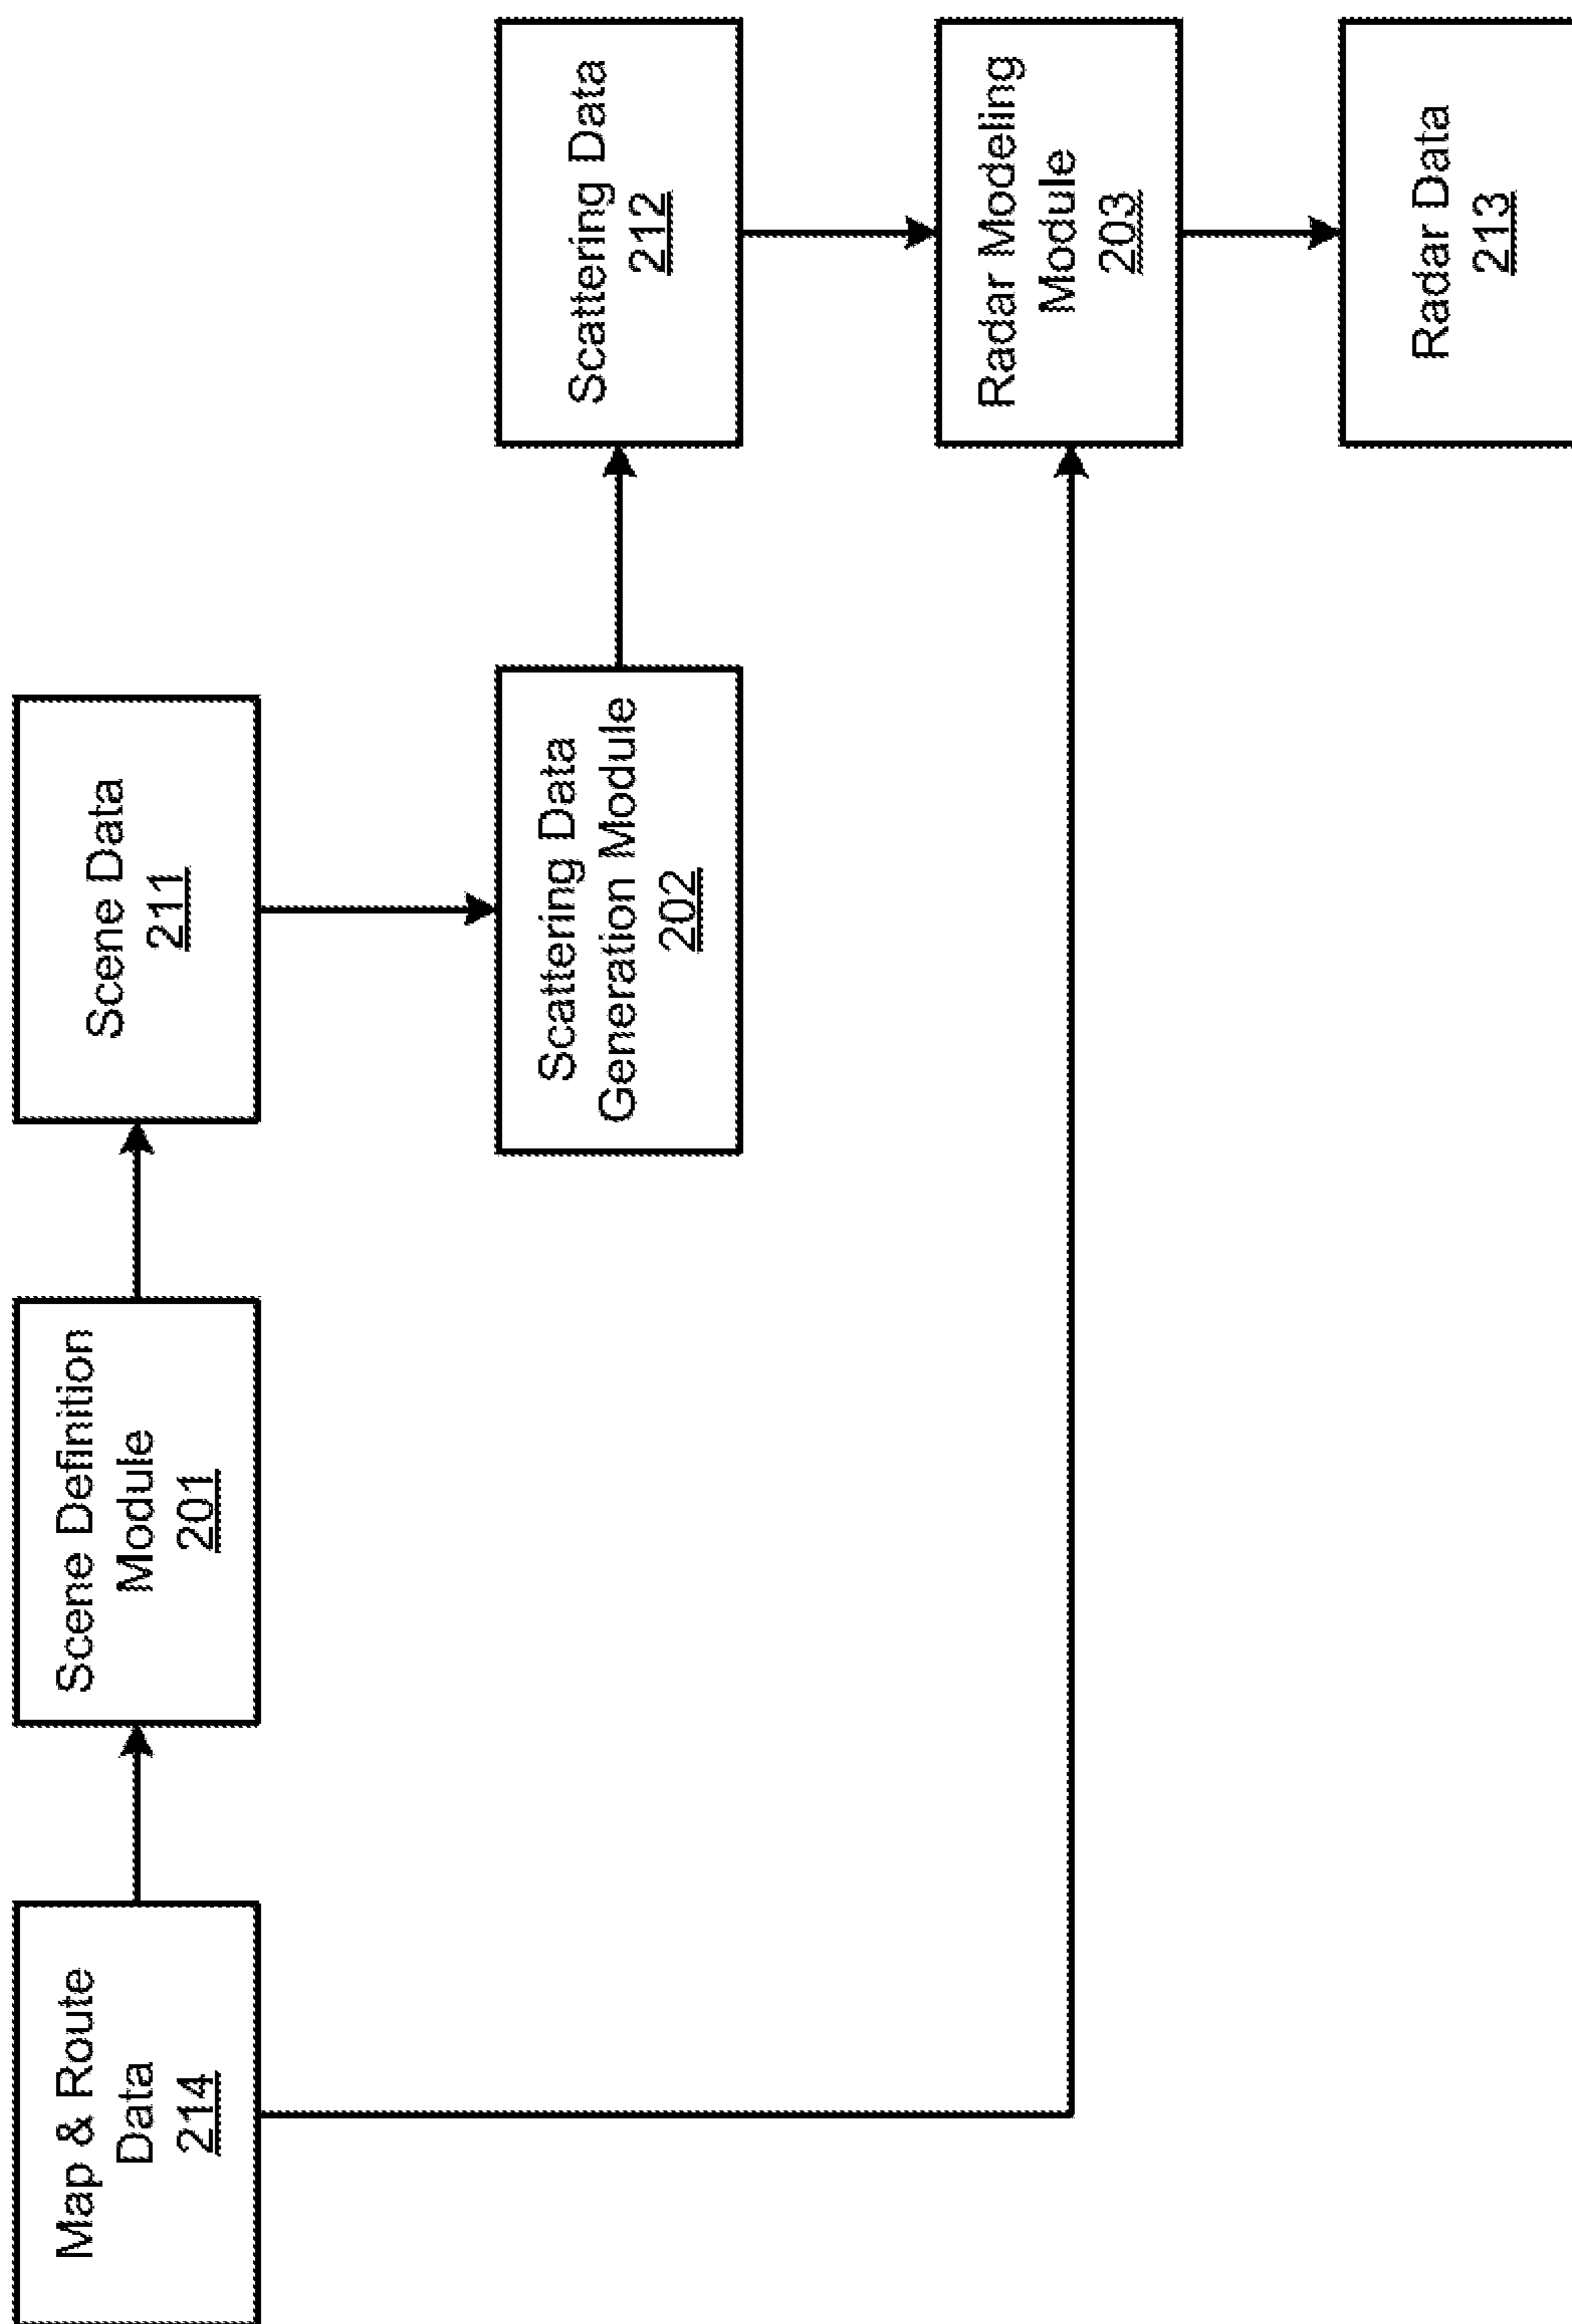 Map & Route
Data
214
Scene Definition
Module
201
Scene Data
211
Scattering Data
Generation Module
202
Scattering Data
212
Radar Modeling
Module
203
Radar Data
213